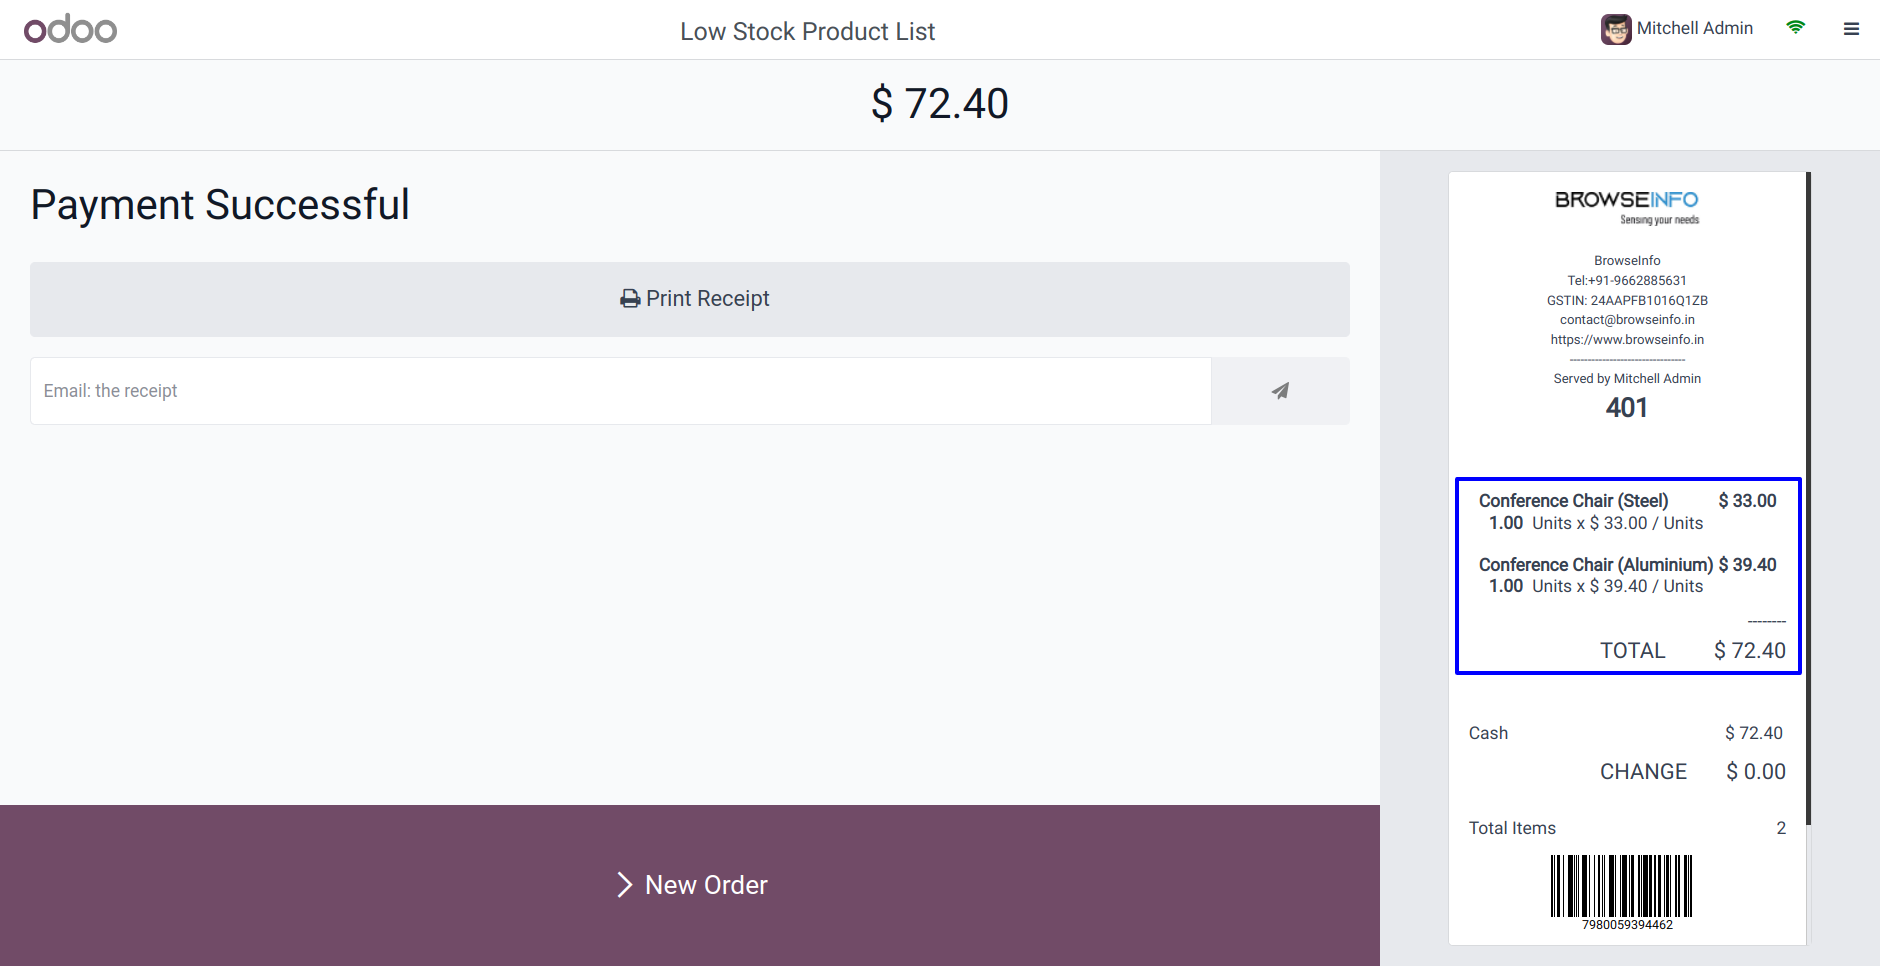 odoo
Low Stock Product List
Mitchell Admin
$ 72.40
Payment Successful
Print Receipt
Email: the receipt
New Order
BROWSEINFO
Sensing your needs
BrowseInfo
Tel:+91-9662885631
GSTIN: 24AAPFB1016Q1ZB
contact@browseinfo.in
https://www.browseinfo.in
--------------------------------
Served by Mitchell Admin
401
Conference Chair (Steel) $ 33.00
1.00 Units x $ 33.00 / Units
Conference Chair (Aluminium) $ 39.40
1.00 Units x $ 39.40 / Units
--------
TOTAL $ 72.40
Cash $ 72.40
CHANGE $ 0.00
Total Items 2
7980059394462